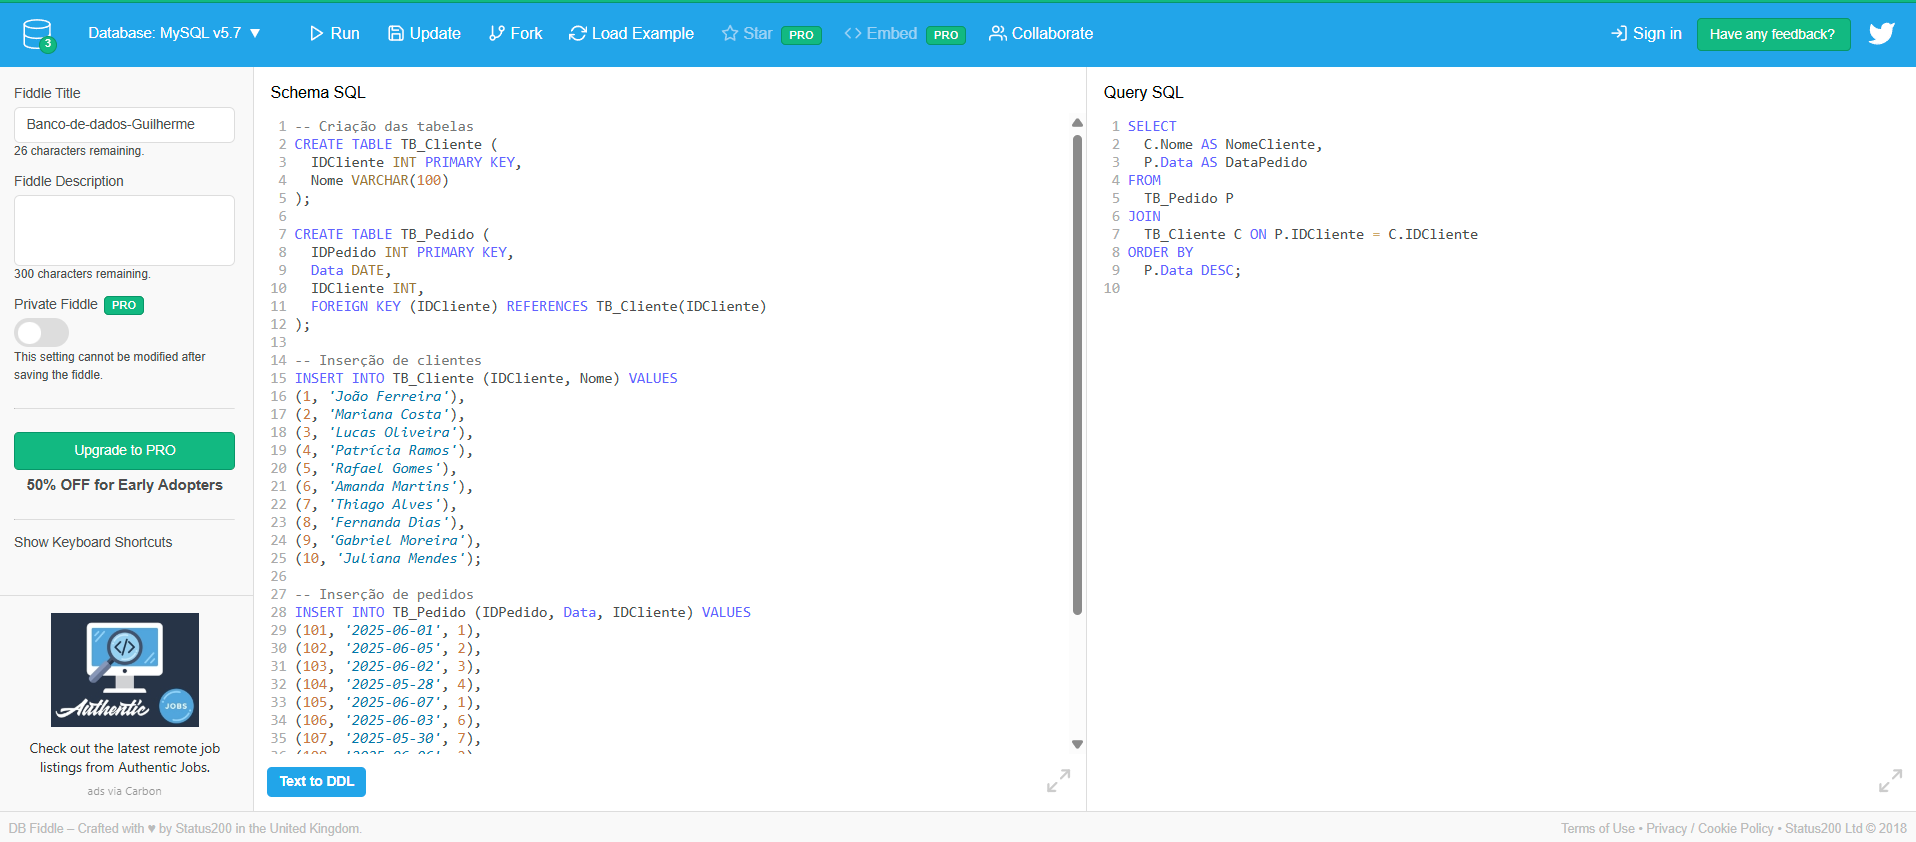 3
Database: MySQL v5.7 ▼
Run
Update
Fork
Load Example
Star PRO
Embed PRO
Collaborate
Sign in
Have any feedback?
Fiddle Title
Banco-de-dados-Guilherme
26 characters remaining.
Fiddle Description
300 characters remaining.
Private Fiddle PRO
This setting cannot be modified after
saving the fiddle.
Upgrade to PRO
50% OFF for Early Adopters
Show Keyboard Shortcuts
Authentic JOBS
Check out the latest remote job
listings from Authentic Jobs.
ads via Carbon
Schema SQL
1 -- Criação das tabelas
2 CREATE TABLE TB_Cliente (
3   IDCliente INT PRIMARY KEY,
4   Nome VARCHAR(100)
5 );
6
7 CREATE TABLE TB_Pedido (
8   IDPedido INT PRIMARY KEY,
9   Data DATE,
10   IDCliente INT,
11   FOREIGN KEY (IDCliente) REFERENCES TB_Cliente(IDCliente)
12 );
13
14 -- Inserção de clientes
15 INSERT INTO TB_Cliente (IDCliente, Nome) VALUES
16 (1, 'João Ferreira'),
17 (2, 'Mariana Costa'),
18 (3, 'Lucas Oliveira'),
19 (4, 'Patrícia Ramos'),
20 (5, 'Rafael Gomes'),
21 (6, 'Amanda Martins'),
22 (7, 'Thiago Alves'),
23 (8, 'Fernanda Dias'),
24 (9, 'Gabriel Moreira'),
25 (10, 'Juliana Mendes');
26
27 -- Inserção de pedidos
28 INSERT INTO TB_Pedido (IDPedido, Data, IDCliente) VALUES
29 (101, '2025-06-01', 1),
30 (102, '2025-06-05', 2),
31 (103, '2025-06-02', 3),
32 (104, '2025-05-28', 4),
33 (105, '2025-06-07', 1),
34 (106, '2025-06-03', 6),
35 (107, '2025-05-30', 7),
Text to DDL
Query SQL
1 SELECT
2   C.Nome AS NomeCliente,
3   P.Data AS DataPedido
4 FROM
5   TB_Pedido P
6 JOIN
7   TB_Cliente C ON P.IDCliente = C.IDCliente
8 ORDER BY
9   P.Data DESC;
10
DB Fiddle – Crafted with ♥ by Status200 in the United Kingdom.
Terms of Use • Privacy / Cookie Policy • Status200 Ltd © 2018